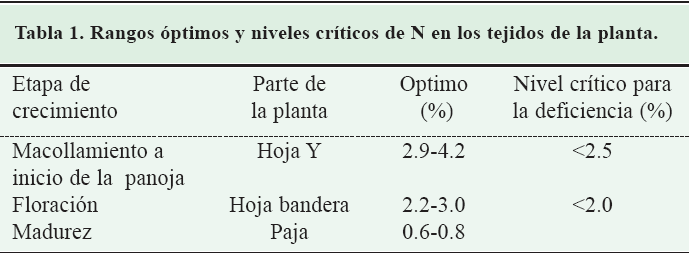 Tabla 1. Rangos óptimos y niveles críticos de N en los tejidos de la planta.
Etapa de Parte de Optimo Nivel crítico para
crecimiento la planta (%) la deficiencia (%)
Macollamiento a Hoja Y 2.9-4.2 <2.5
inicio de la panoja
Floración Hoja bandera 2.2-3.0 <2.0
Madurez Paja 0.6-0.8